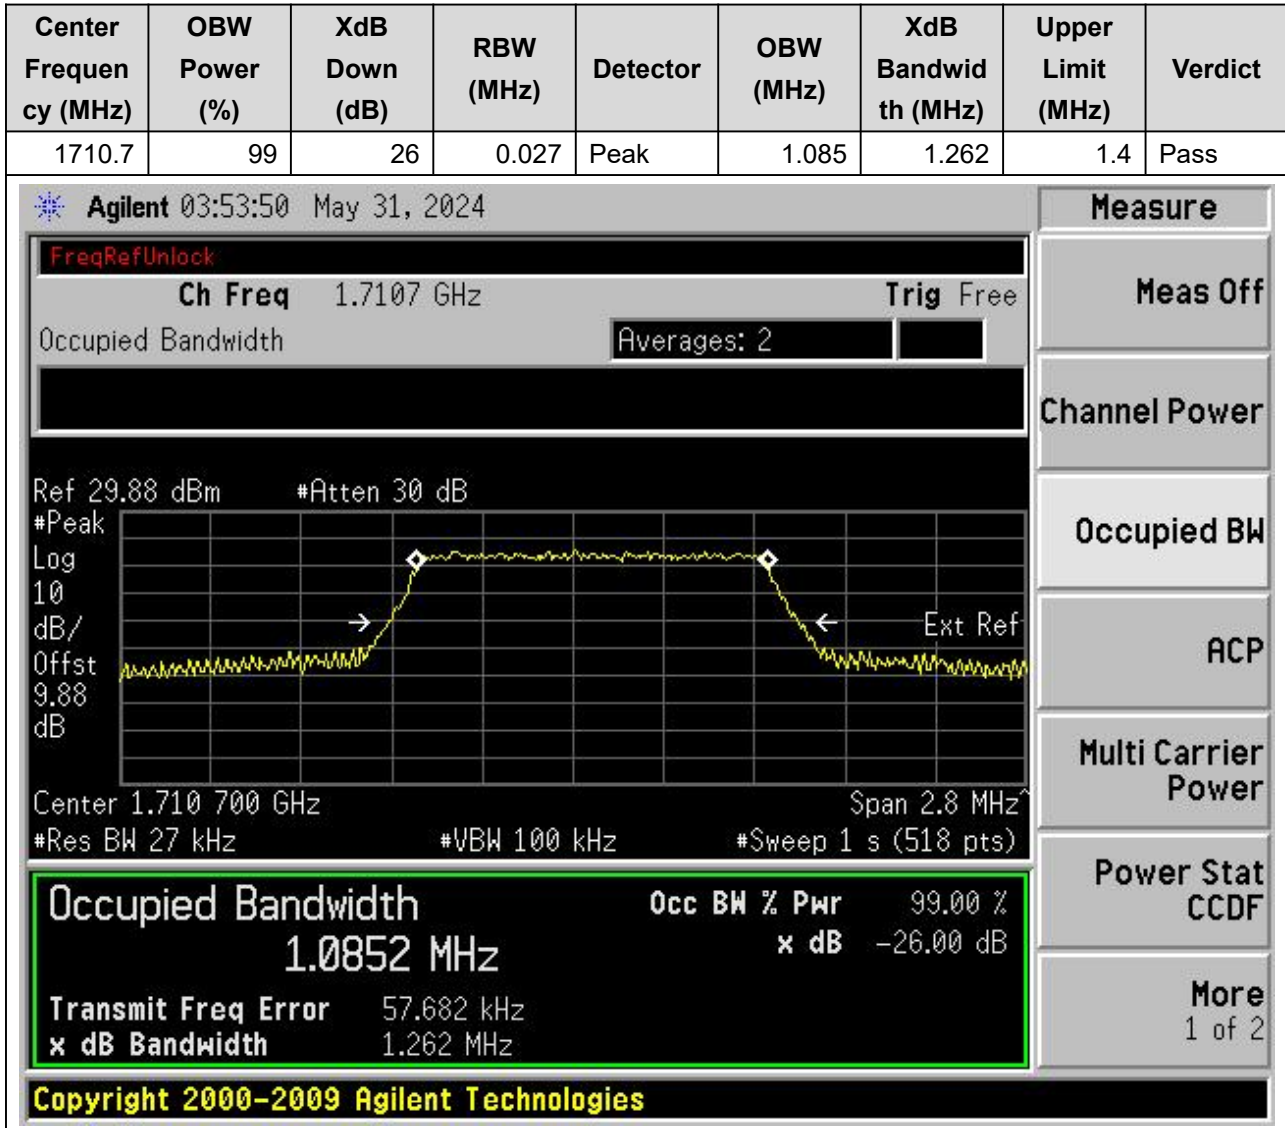 Center Frequen cy (MHz) OBW Power (%) XdB Down (dB) RBW (MHz) Detector OBW (MHz) XdB Bandwid th (MHz) Upper Limit (MHz) Verdict
1710.7 99 26 0.027 Peak 1.085 1.262 1.4 Pass
Agilent 03:53:50 May 31, 2024
Measure
FreqRefUnlock
Ch Freq 1.7107 GHz Trig Free
Meas Off
Occupied Bandwidth Averages: 2
Channel Power
Ref 29.88 dBm #Atten 30 dB
#Peak
Log
10
dB/
Offst
9.88
dB
Ext Ref
Occupied BW
ACP
Center 1.710 700 GHz Span 2.8 MHz^
#Res BW 27 kHz #VBW 100 kHz #Sweep 1 s (518 pts)
Multi Carrier
Power
Occupied Bandwidth Occ BW % Pwr 99.00 %
1.0852 MHz x dB -26.00 dB
Power Stat
CCDF
Transmit Freq Error 57.682 kHz
x dB Bandwidth 1.262 MHz
More
1 of 2
Copyright 2000-2009 Agilent Technologies